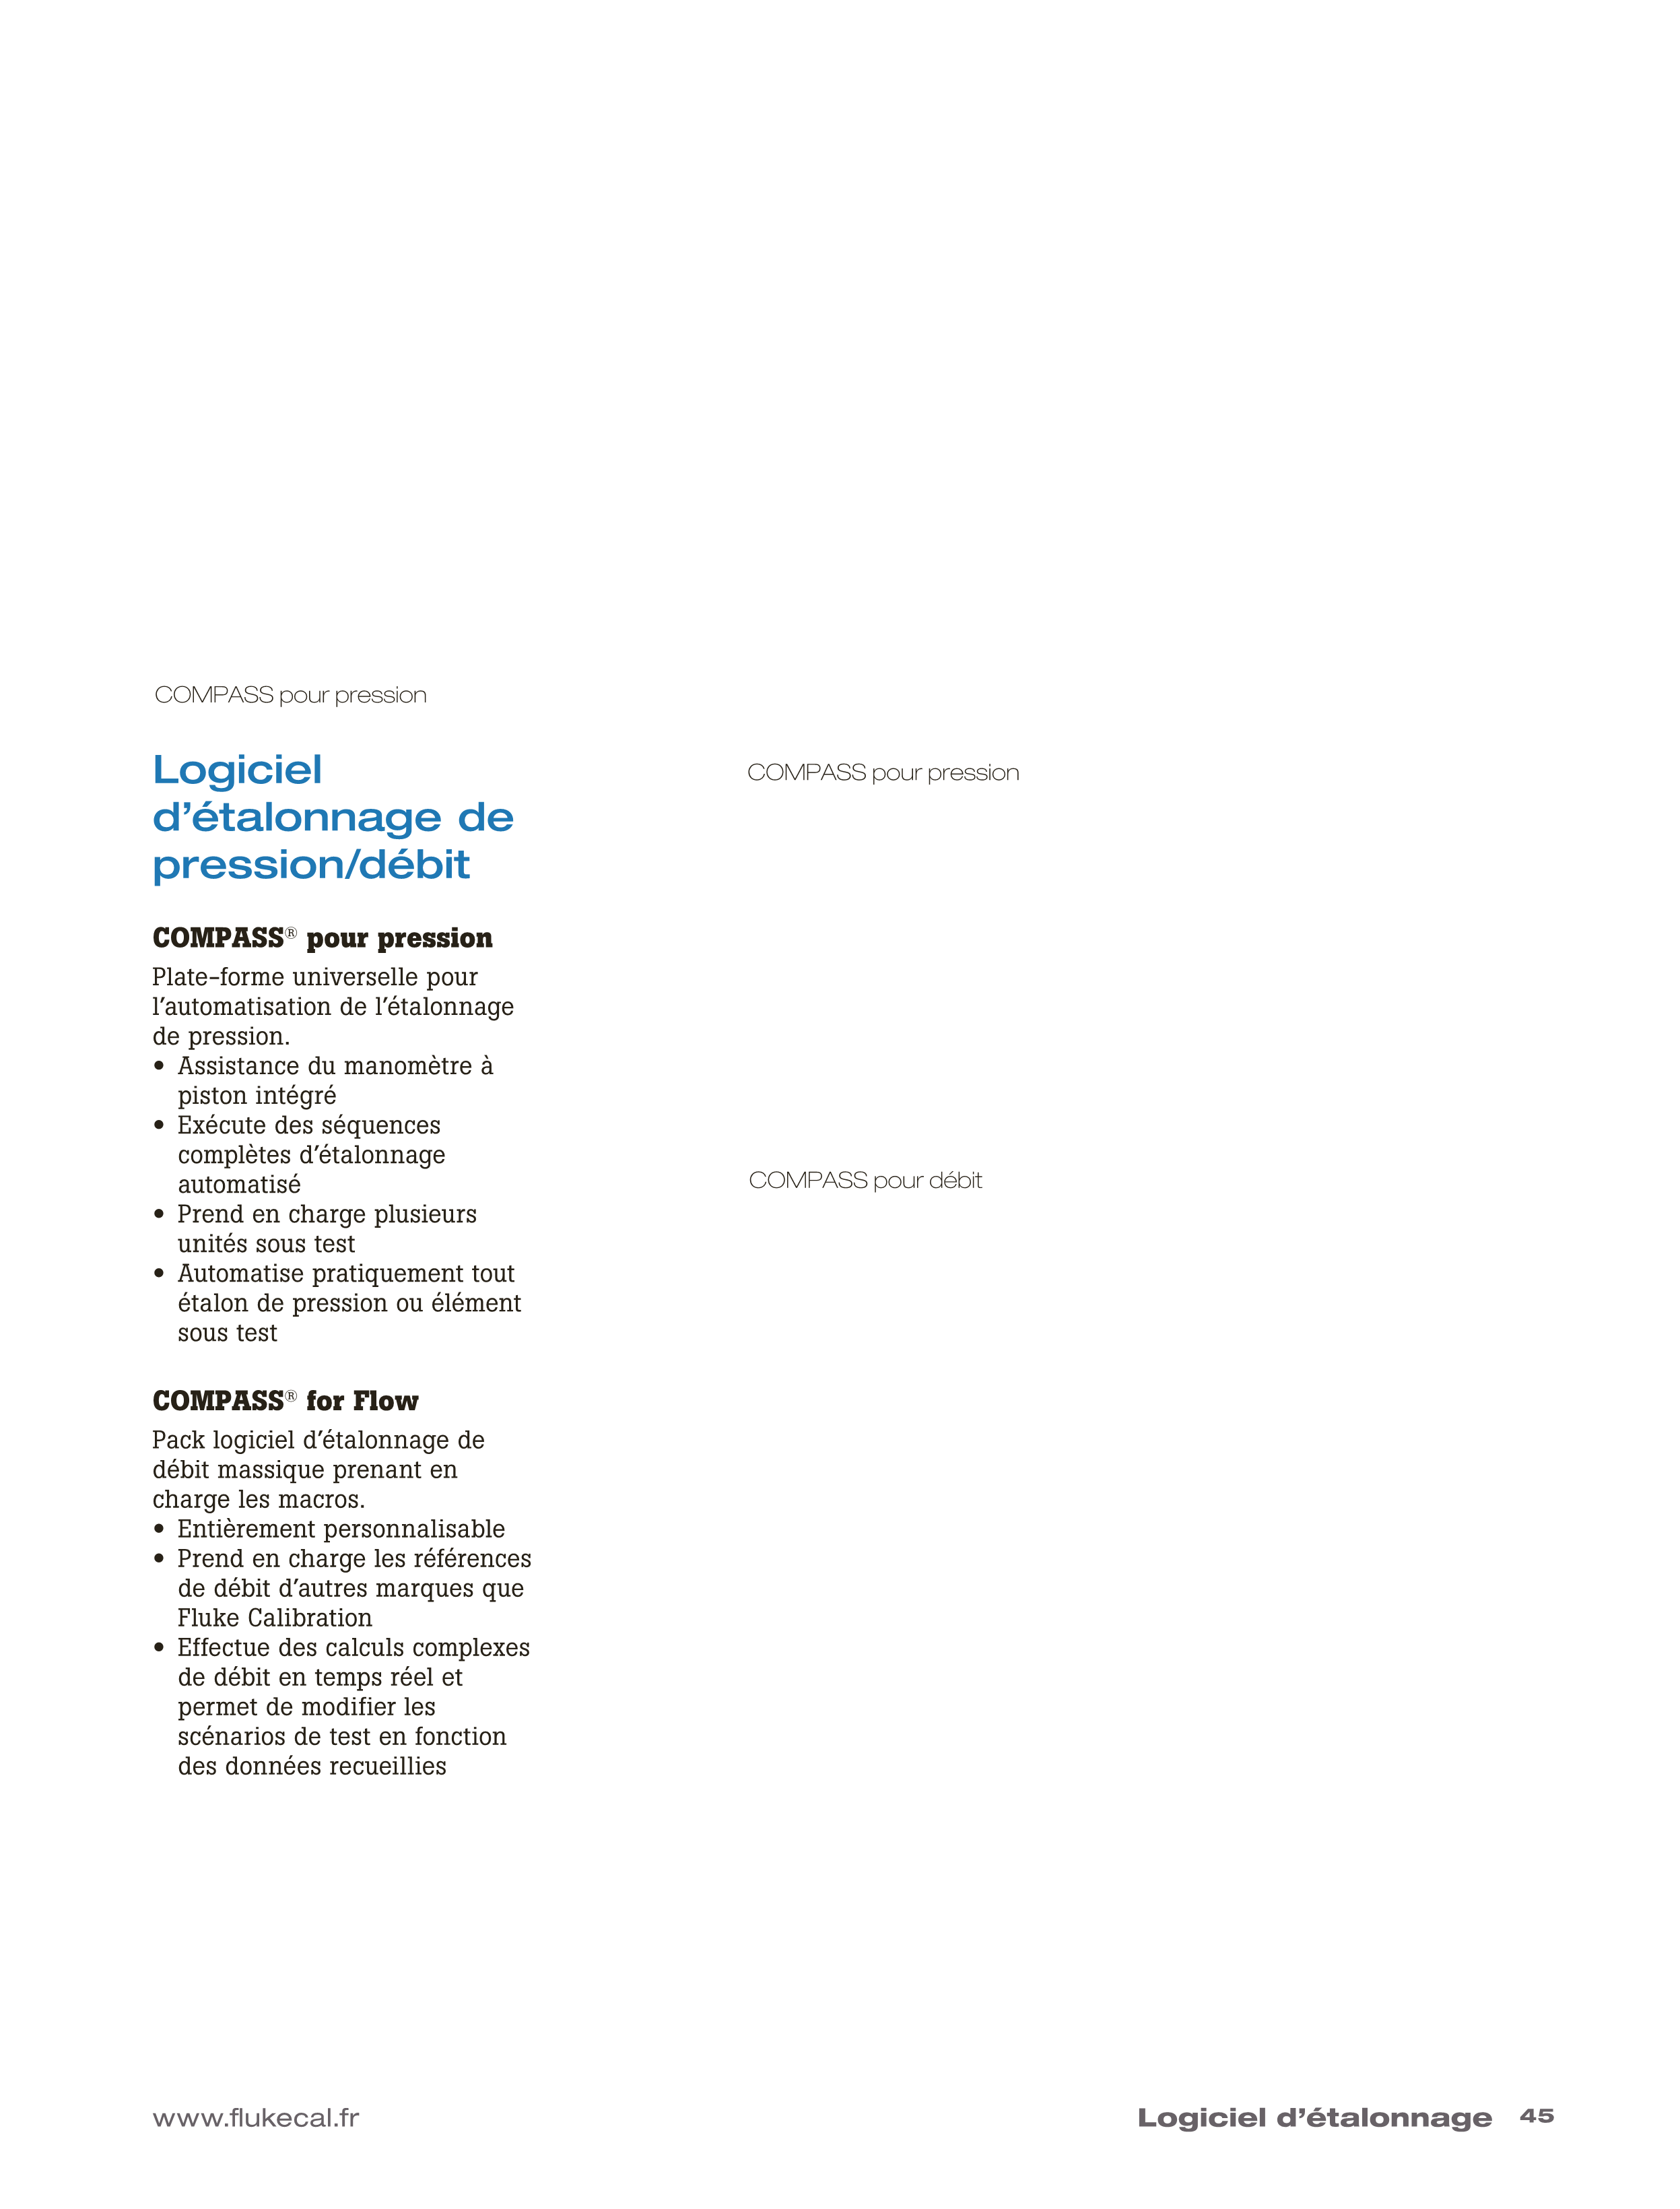 COMPASS pour pression
Logiciel
d’étalonnage de
pression/débit
COMPASS® pour pression
Plate-forme universelle pour
l’automatisation de l’étalonnage
de pression.
• Assistance du manomètre à
piston intégré
• Exécute des séquences
complètes d’étalonnage
automatisé
• Prend en charge plusieurs
unités sous test
• Automatise pratiquement tout
étalon de pression ou élément
sous test
COMPASS® for Flow
Pack logiciel d’étalonnage de
débit massique prenant en
charge les macros.
• Entièrement personnalisable
• Prend en charge les références
de débit d’autres marques que
Fluke Calibration
• Effectue des calculs complexes
de débit en temps réel et
permet de modifier les
scénarios de test en fonction
des données recueillies
COMPASS pour pression
COMPASS pour débit
www.flukecal.fr
Logiciel d’étalonnage 45